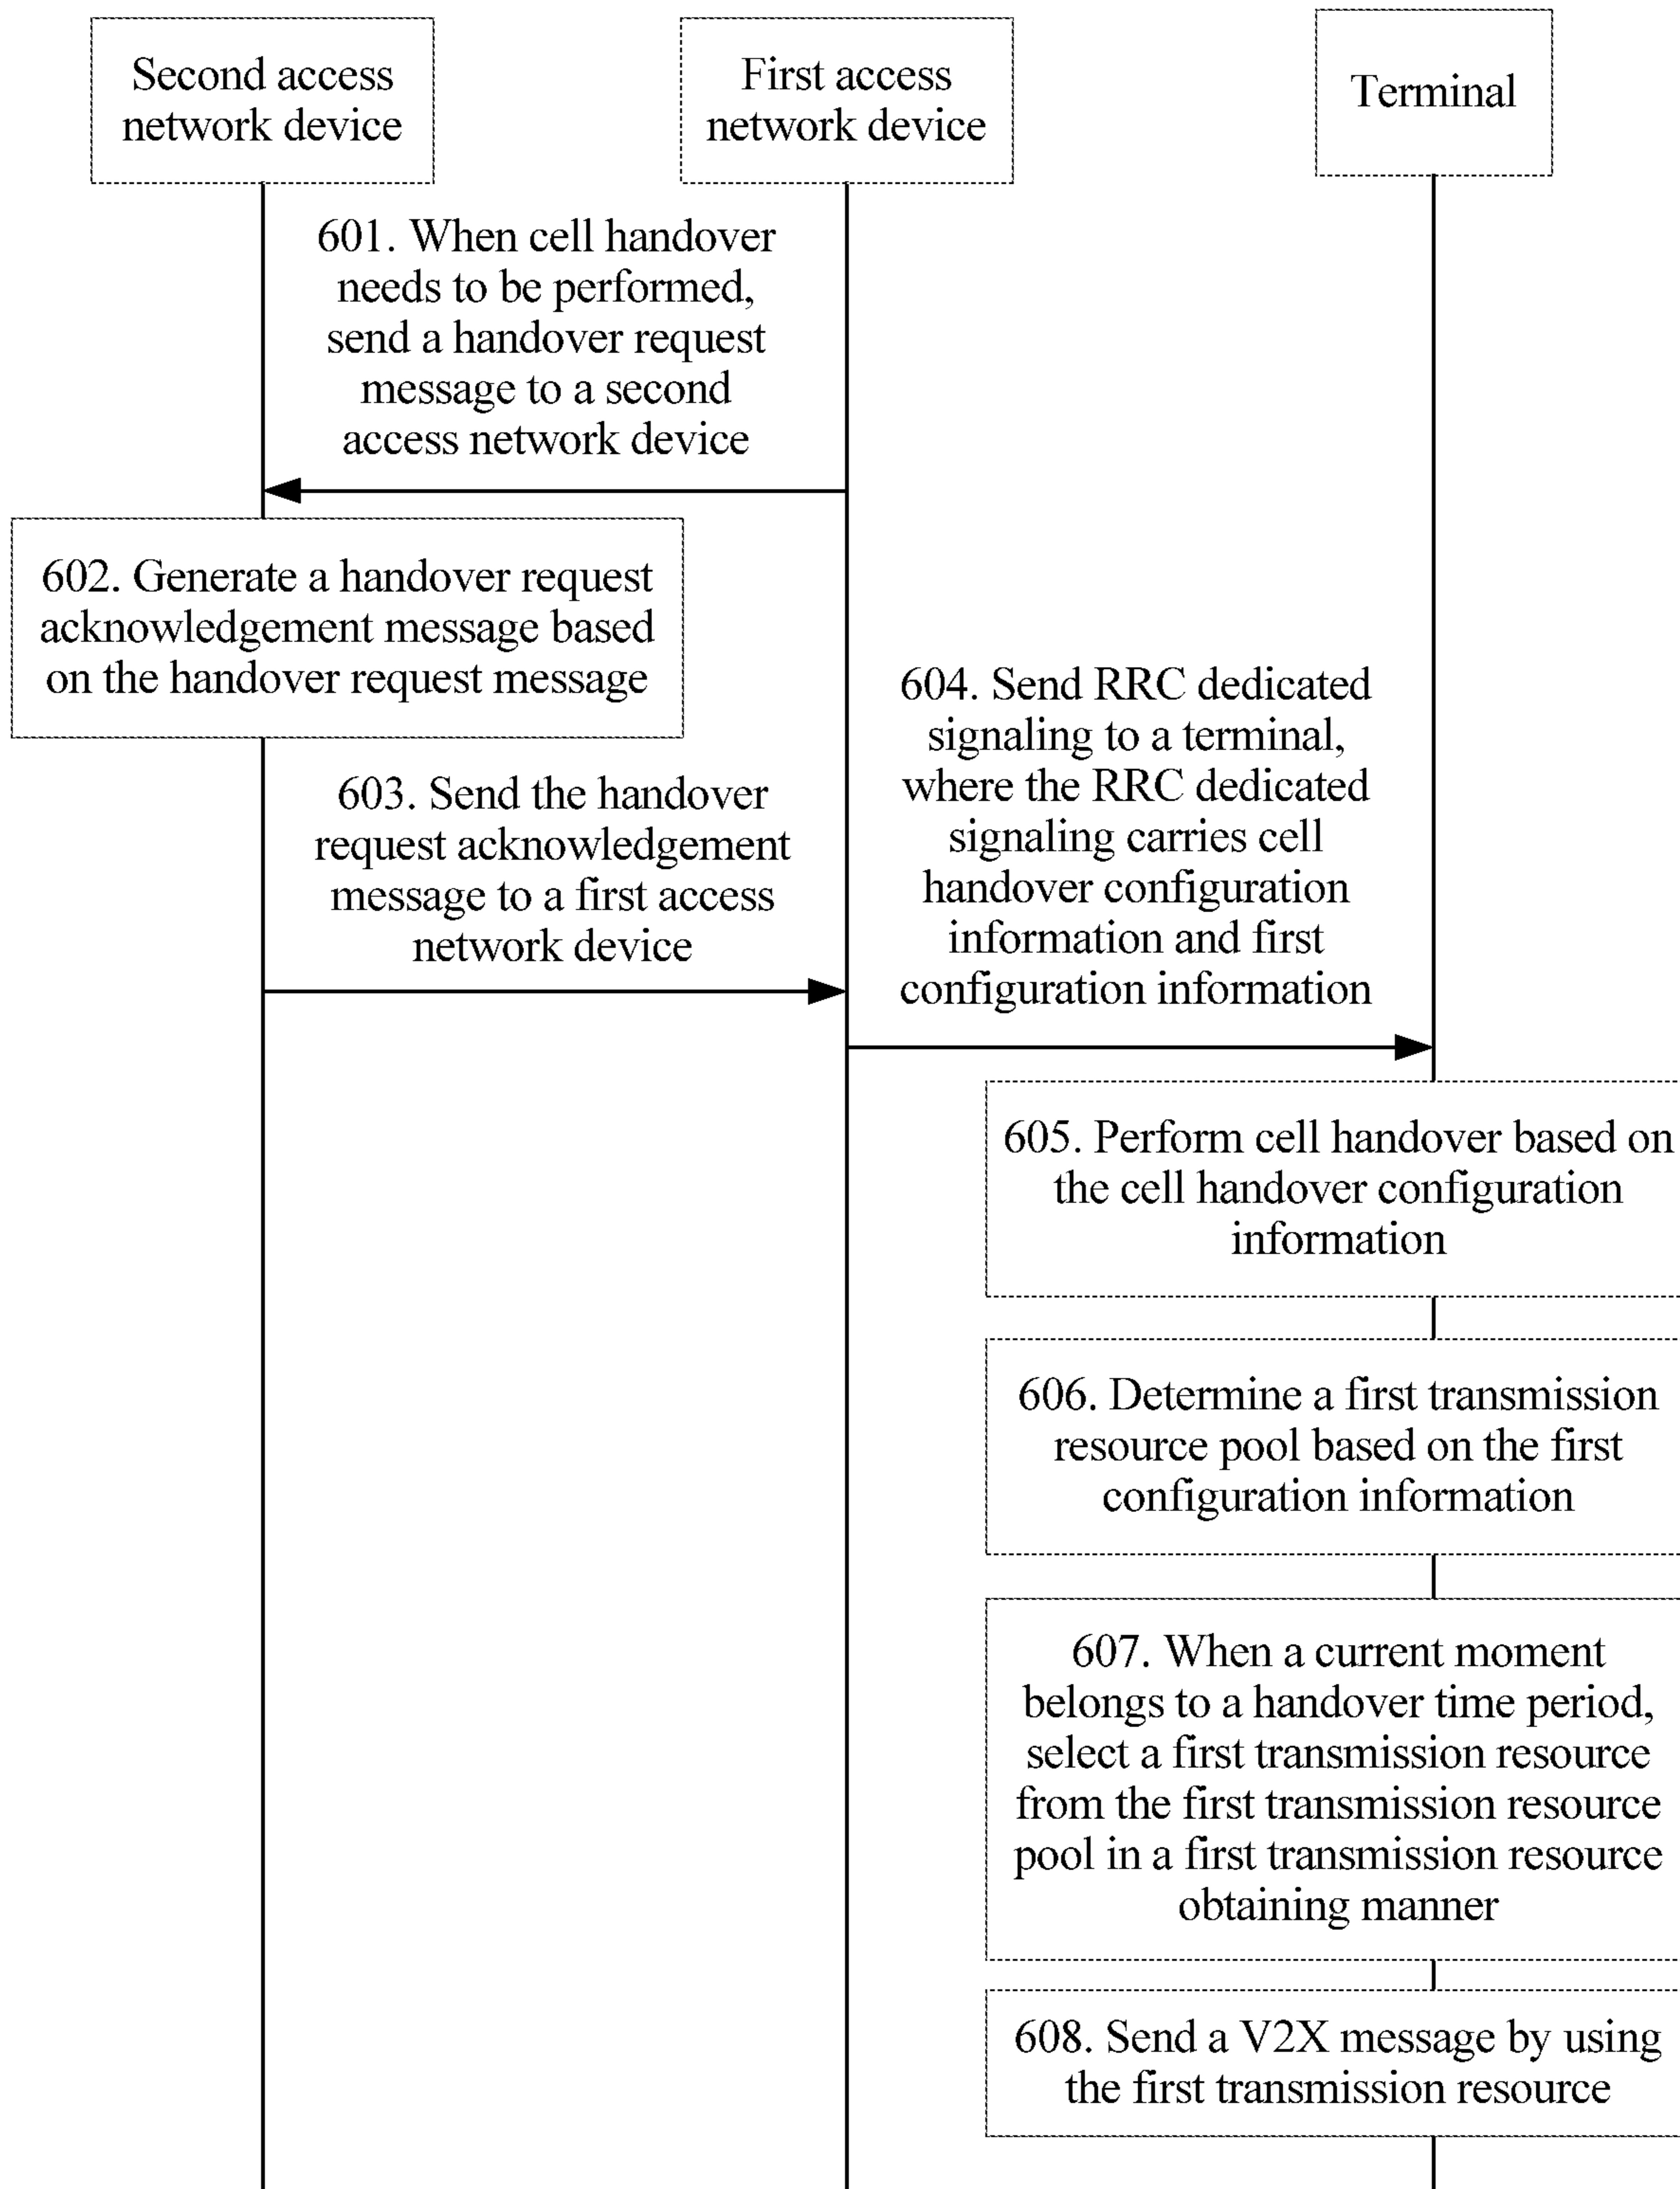 Second access
network device
First access
network device
Terminal
601. When cell handover
needs to be performed,
send a handover request
message to a second
access network device
602. Generate a handover request
acknowledgement message based
on the handover request message
603. Send the handover
request acknowledgement
message to a first access
network device
604. Send RRC dedicated
signaling to a terminal,
where the RRC dedicated
signaling carries cell
handover configuration
information and first
configuration information
605. Perform cell handover based on
the cell handover configuration
information
606. Determine a first transmission
resource pool based on the first
configuration information
607. When a current moment
belongs to a handover time period,
select a first transmission resource
from the first transmission resource
pool in a first transmission resource
obtaining manner
608. Send a V2X message by using
the first transmission resource